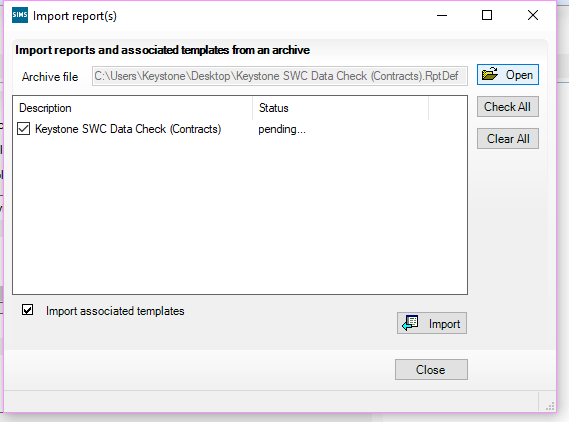 SIMS Import report(s)
Import reports and associated templates from an archive
Archive file C:\Users\Keystone\Desktop\Keystone SWC Data Check (Contracts).RptDef Open
Check All
Description Status
Keystone SWC Data Check (Contracts) pending...
Clear All
Import associated templates
Import
Close